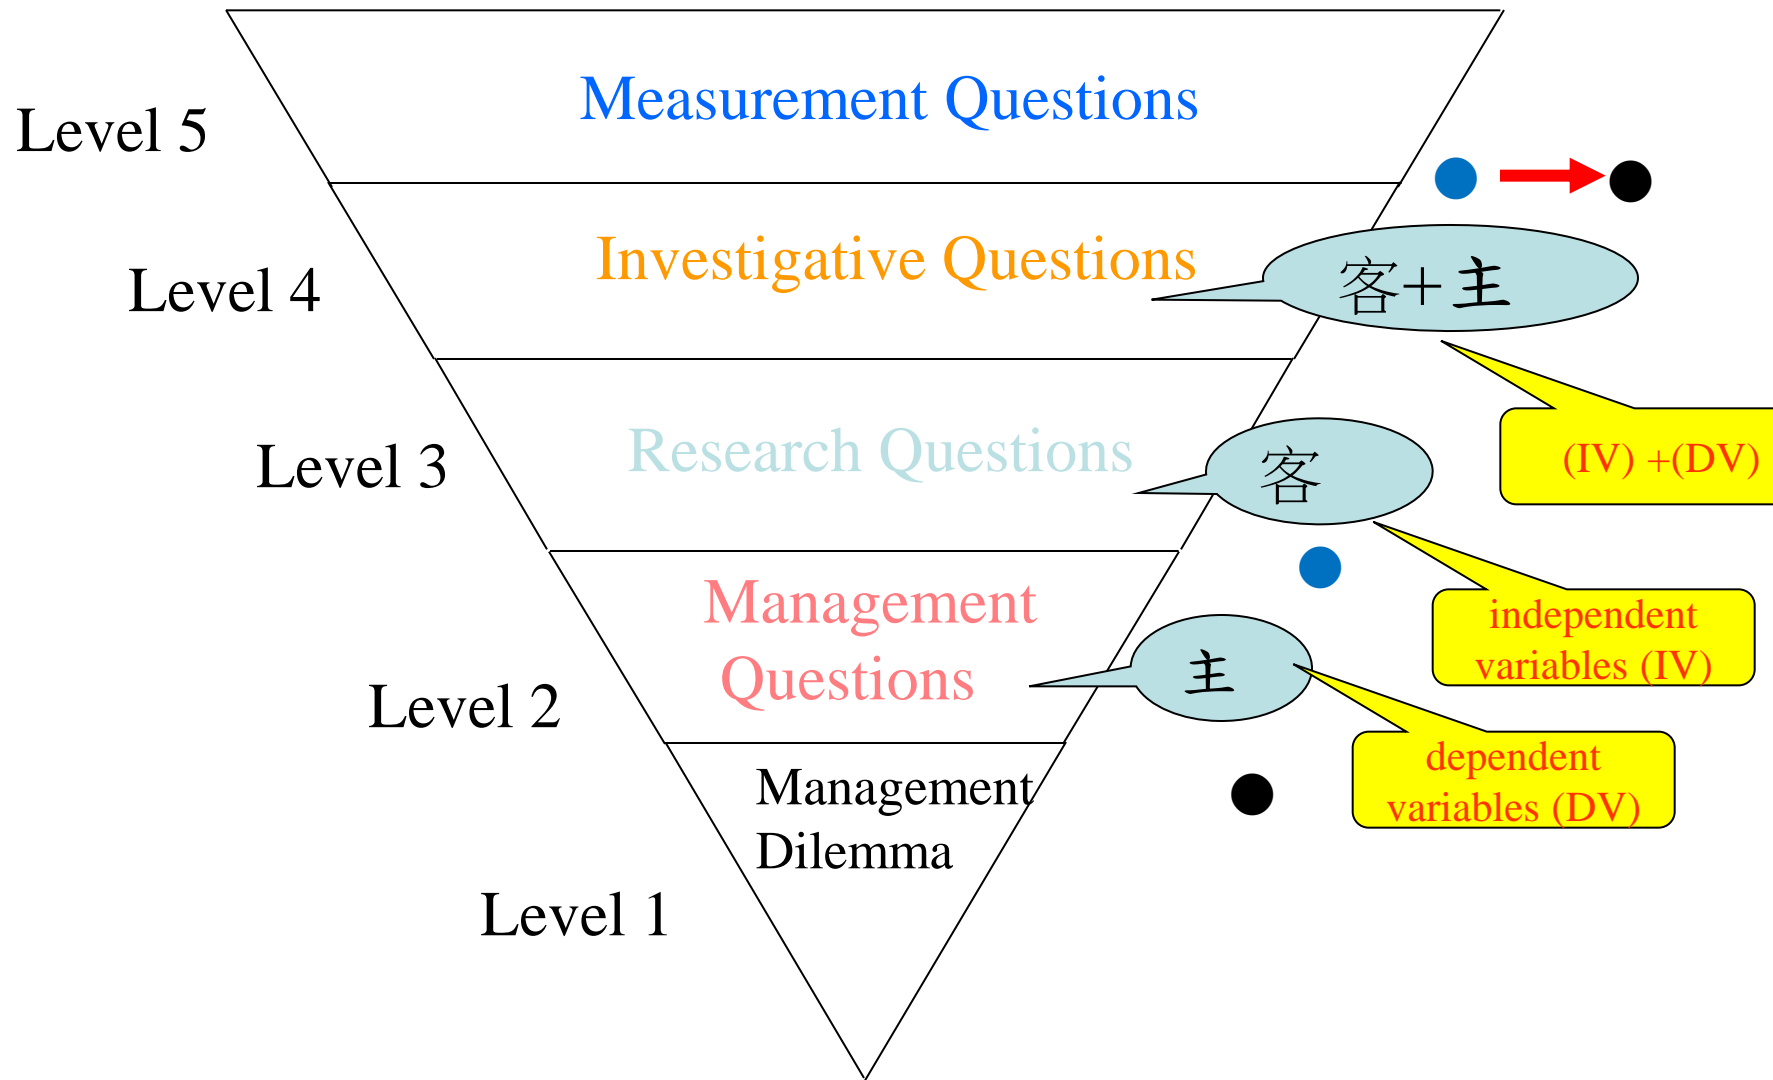 Measurement Questions
Level 5
Investigative Questions
Level 4
客+主
Research Questions
Level 3
客
(IV) +(DV)
Management
Questions
independent
variables (IV)
Level 2
主
dependent
variables (DV)
Management
Dilemma
Level 1